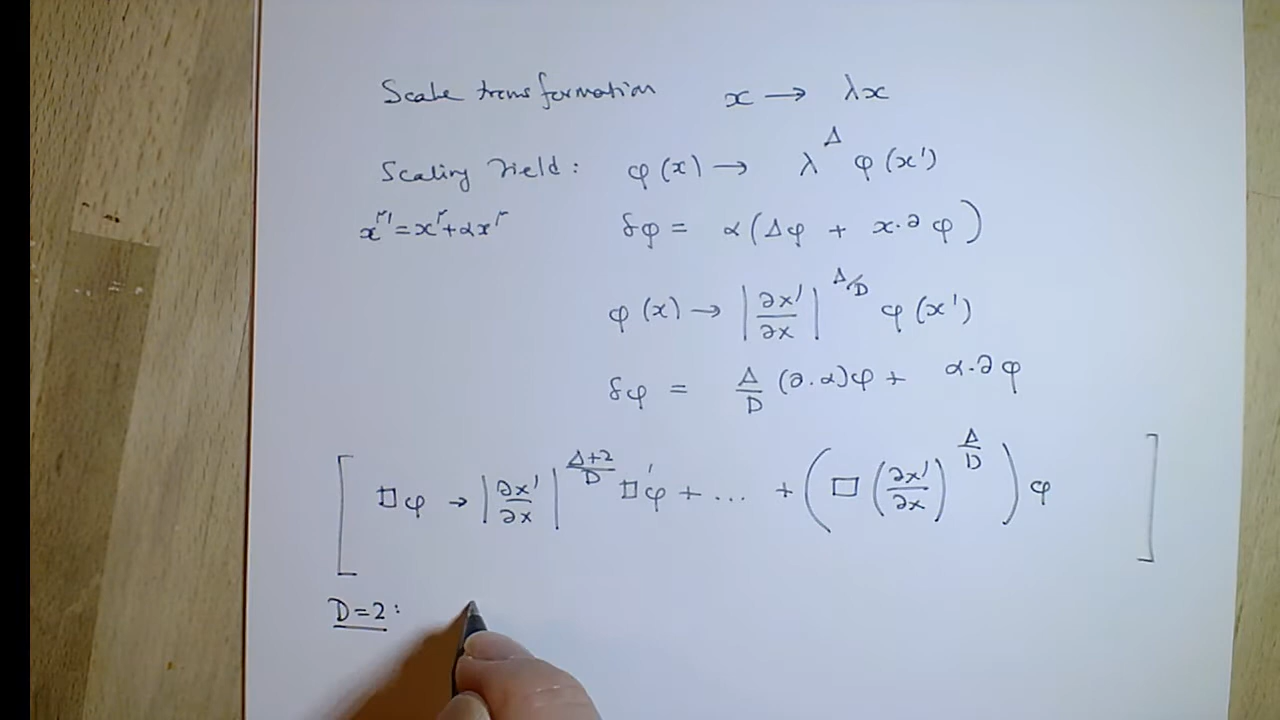 Scale transformation x → λx
Scaling field: φ(x) → λ^Δ φ(x')
x^μ' = x^μ + αx^μ δφ = α(Δφ + x·∂φ)
φ(x) → |∂x'/∂x|^{Δ/D} φ(x')
δφ = Δ/D (∂·α)φ + α·∂φ
[ □φ → |∂x'/∂x|^{(Δ+2)/D} □'φ + ... + (□(∂x'/∂x)^{Δ/D})φ ]
D=2: